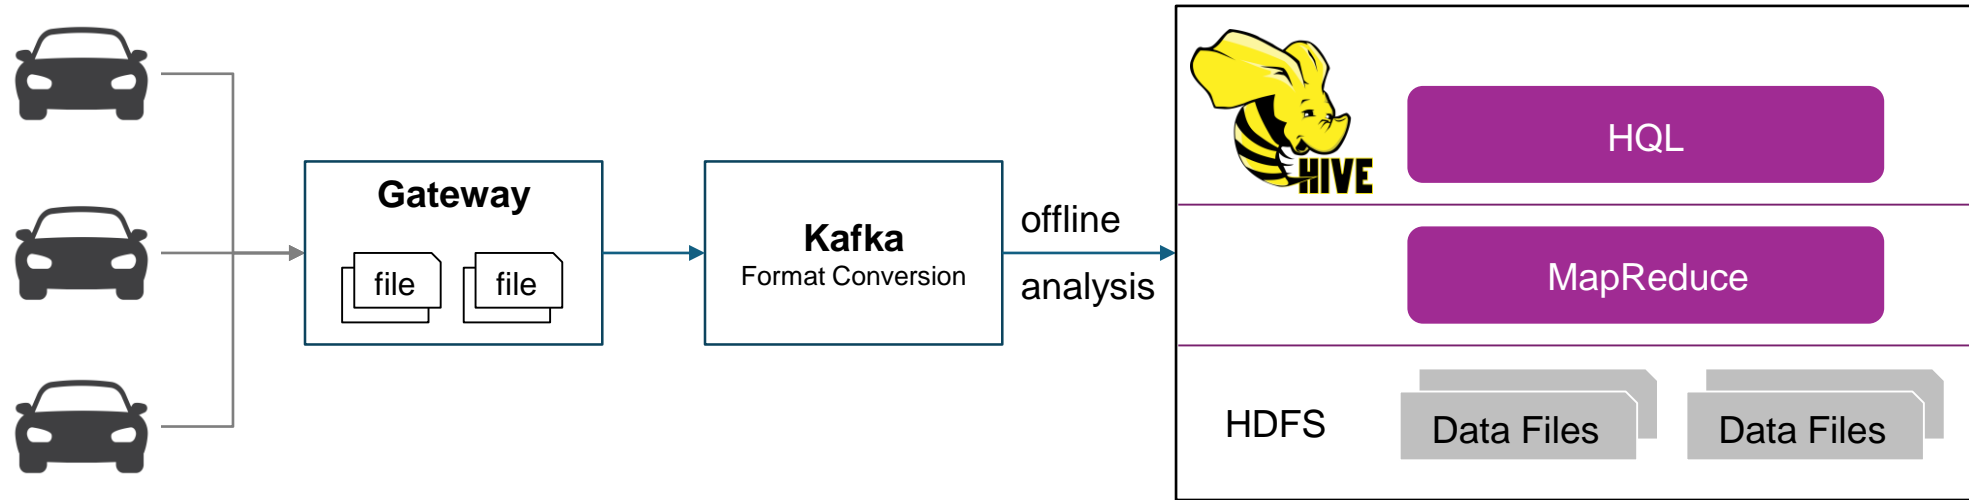 Gateway
file
file
Kafka
Format Conversion
offline
analysis
HIVE
HQL
MapReduce
HDFS
Data Files
Data Files